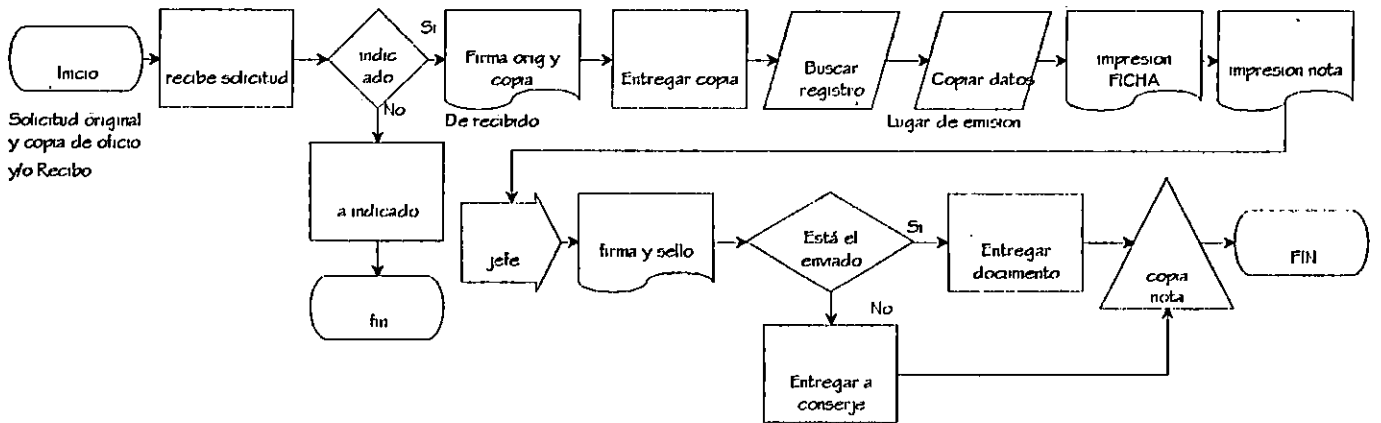 Inicio
Solicitud original
y copia de oficio
y/o Recibo
recibe solicitud
indic
ado
Si
No
a indicado
fin
Firma orig y
copia
De recibido
Entregar copia
Buscar
registro
Copiar datos
Lugar de emision
impresion
FICHA
impresion nota
jefe
firma y sello
Está el
enviado
Si
No
Entregar
documento
Entregar a
conserje
copia
nota
FIN